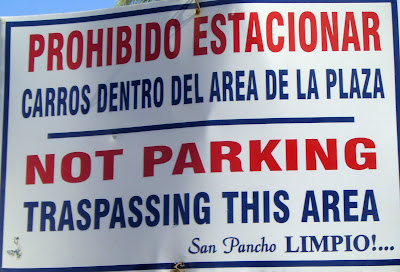 PROHIBIDO ESTACIONAR
CARROS DENTRO DEL AREA DE LA PLAZA
NOT PARKING
TRASPASSING THIS AREA
San Pancho LIMPIO!...